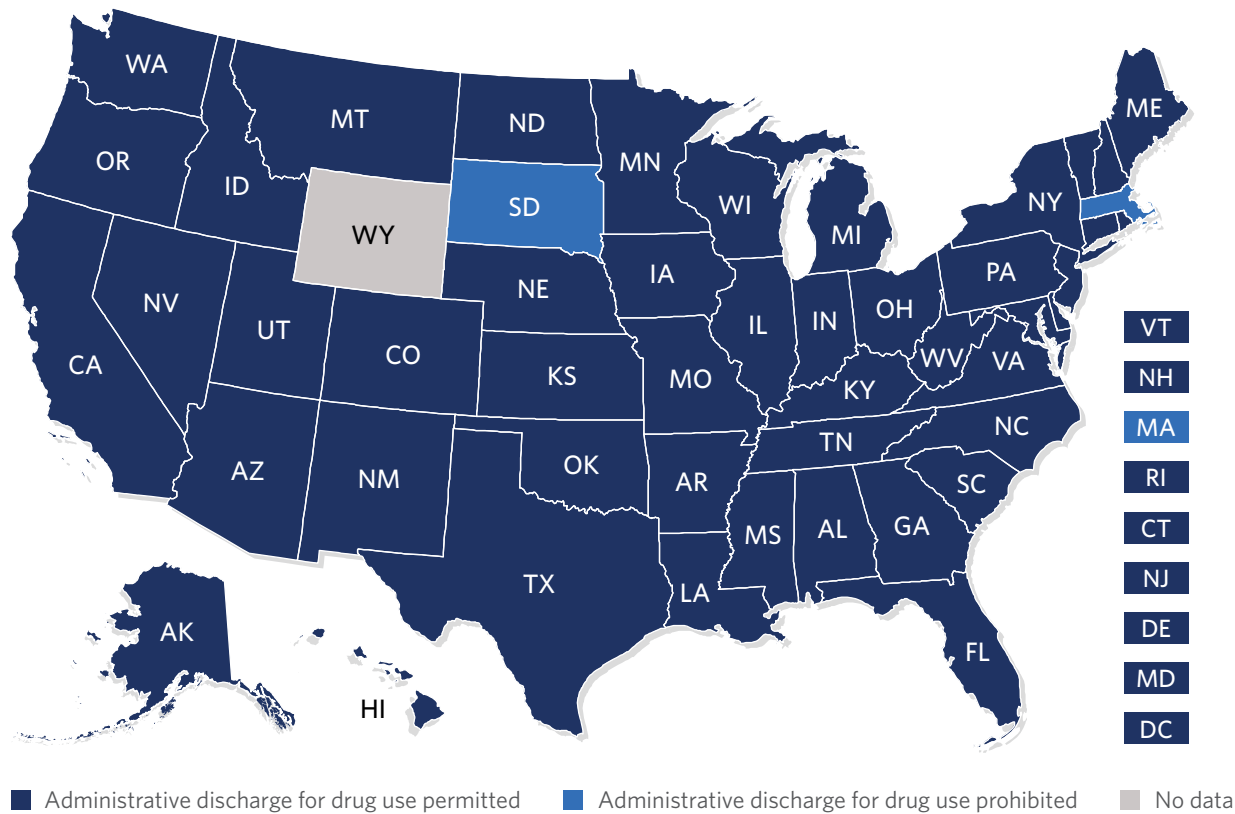 WA
MT
ND
MN
ME
OR
ID
SD
WI
NY
WY
MI
IA
PA
NE
NV
IL
IN
OH
UT
VT
CO
WV
VA
CA
KS
MO
KY
NH
MA
NC
TN
AZ
NM
OK
AR
SC
RI
MS
AL
GA
CT
TX
LA
NJ
AK
DE
FL
MD
HI
DC
Administrative discharge for drug use permitted
Administrative discharge for drug use prohibited
No data